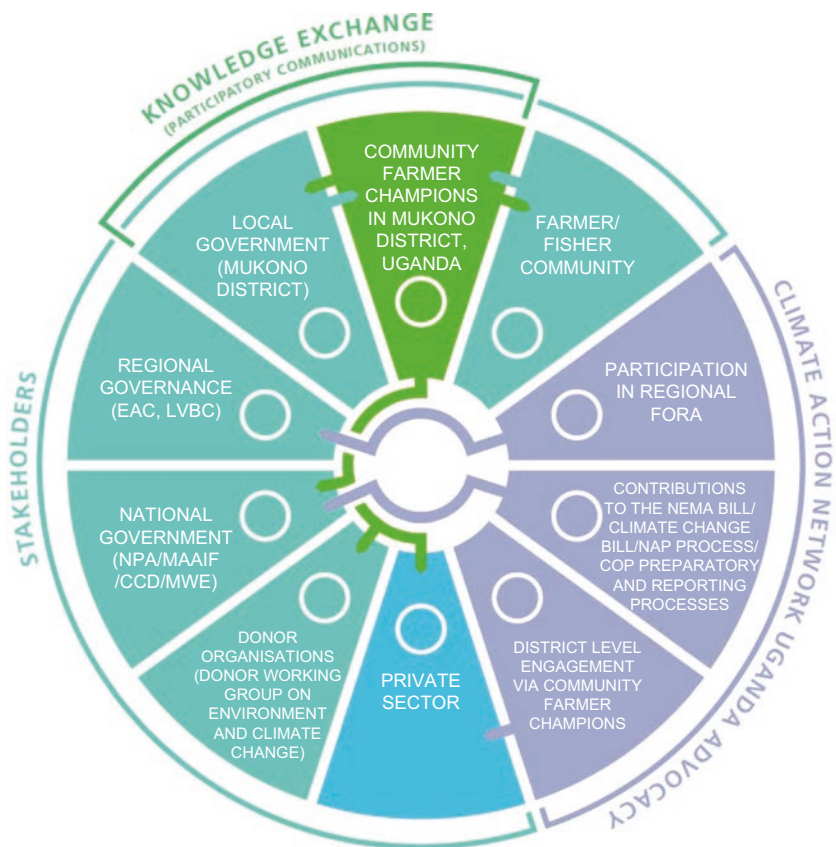 KNOWLEDGE EXCHANGE
(PARTICIPATORY COMMUNICATIONS)
COMMUNITY
FARMER
CHAMPIONS
IN MUKONO
DISTRICT,
UGANDA
FARMER/
FISHER
COMMUNITY
PARTICIPATION
IN REGIONAL
FORA
CONTRIBUTIONS
TO THE NEMA BILL/
CLIMATE CHANGE
BILL/NAP PROCESS/
COP PREPARATORY
AND REPORTING
PROCESSES
DISTRICT LEVEL
ENGAGEMENT
VIA COMMUNITY
FARMER
CHAMPIONS
PRIVATE
SECTOR
DONOR
ORGANISATIONS
(DONOR WORKING
GROUP ON
ENVIRONMENT
AND CLIMATE
CHANGE)
NATIONAL
GOVERNMENT
(NPA/MAAIF
/CCD/MWE)
REGIONAL
GOVERNANCE
(EAC, LVBC)
LOCAL
GOVERNMENT
(MUKONO
DISTRICT)
STAKEHOLDERS
CLIMATE ACTION NETWORK UGANDA ADVOCACY